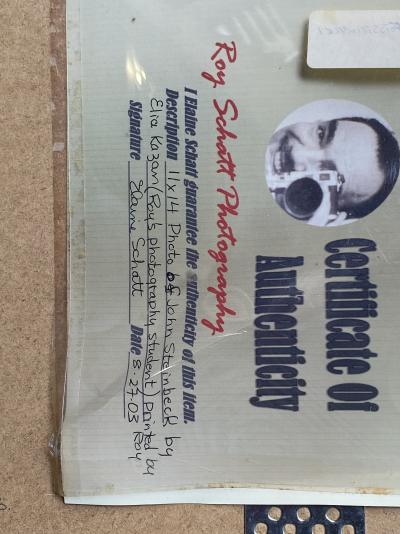 Certificate of
Authenticity
Roy Schatt Photography
I Elaine Schatt guarantee the authenticity of this item.
Description 11x14 Photo of John Steinbeck by
Elia Kazan (Roy's photography student) printed by Roy
Signature Elaine Schatt Date 8.27.03